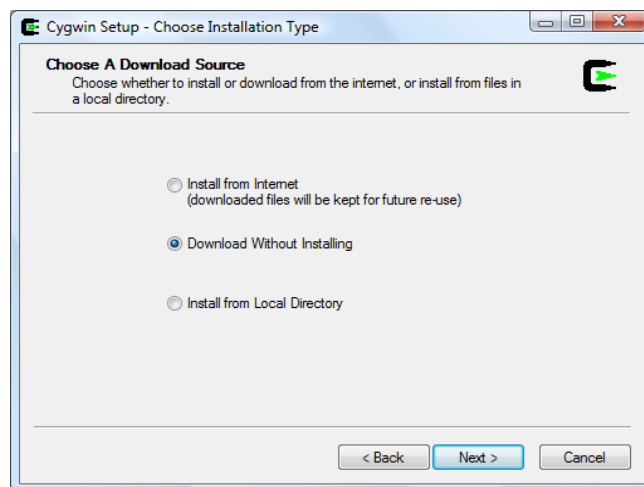 Cygwin Setup - Choose Installation Type
Choose A Download Source
Choose whether to install or download from the internet, or install from files in
a local directory.
Install from Internet
(downloaded files will be kept for future re-use)
Download Without Installing
Install from Local Directory
< Back
Next >
Cancel